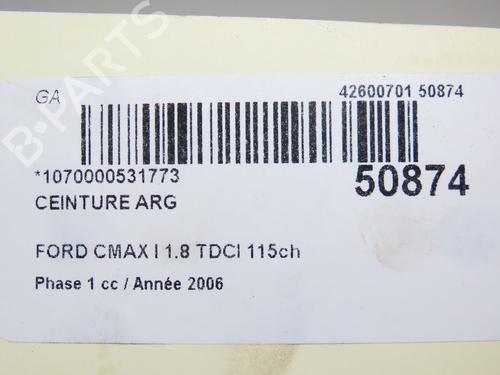 GA
42600701 50874
*1070000531773
50874
CEINTURE ARG
FORD CMAX I 1.8 TDCI 115ch
Phase 1 cc / Année 2006
B-PARTS